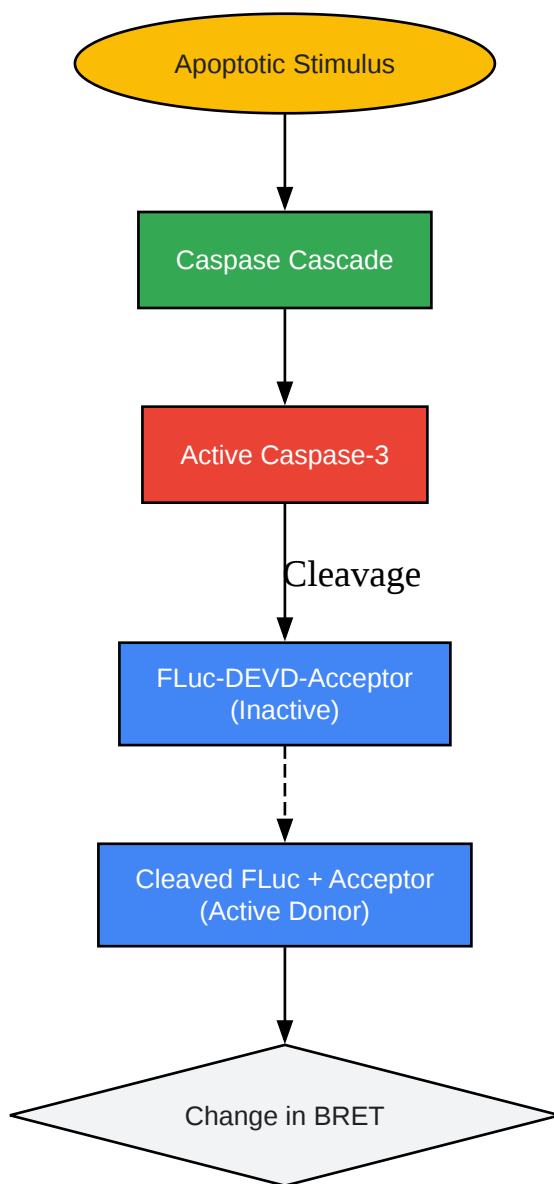 Apoptotic Stimulus
Caspase Cascade
Active Caspase-3
Cleavage
FLuc-DEVD-Acceptor
(Inactive)
Cleaved FLuc + Acceptor
(Active Donor)
Change in BRET